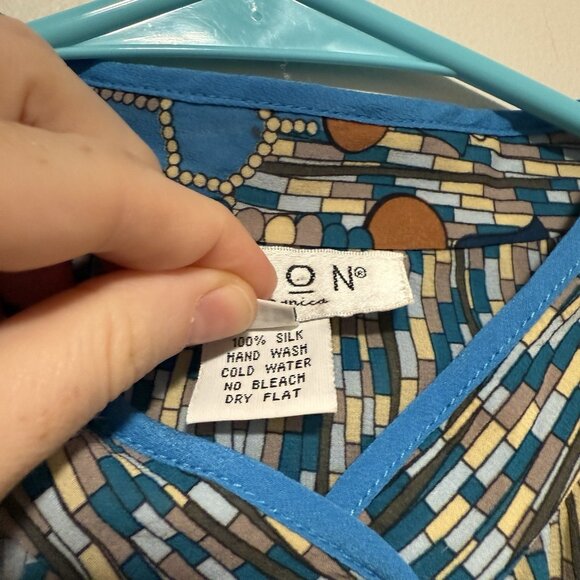 ON®
100% SILK
HAND WASH
COLD WATER
NO BLEACH
DRY FLAT